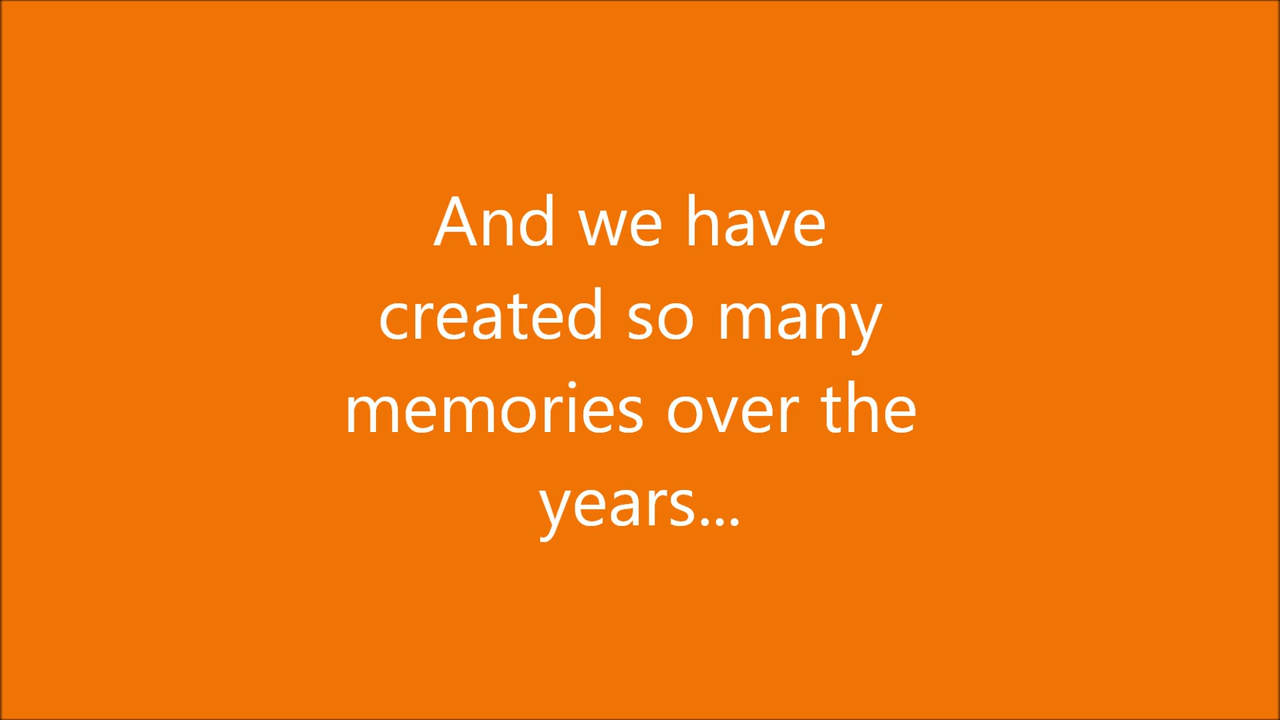 And we have
created so many
memories over the
years...